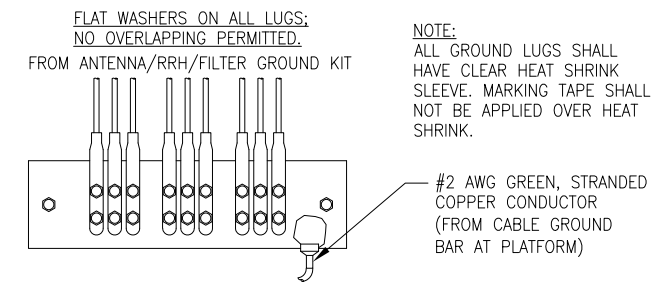 FLAT WASHERS ON ALL LUGS;
NO OVERLAPPING PERMITTED.
FROM ANTENNA/RRH/FILTER GROUND KIT
NOTE:
ALL GROUND LUGS SHALL
HAVE CLEAR HEAT SHRINK
SLEEVE. MARKING TAPE SHALL
NOT BE APPLIED OVER HEAT
SHRINK.
#2 AWG GREEN, STRANDED
COPPER CONDUCTOR
(FROM CABLE GROUND
BAR AT PLATFORM)